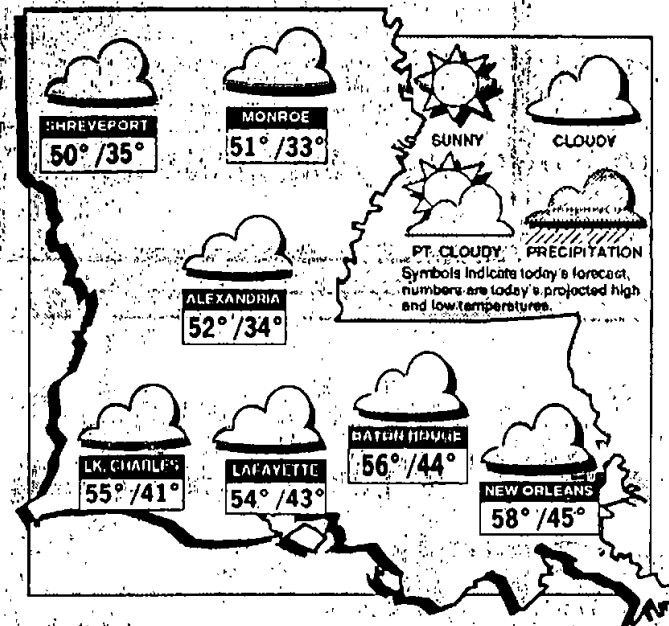 SHREVEPORT
50°/35°
MONROE
51°/33°
SUNNY
CLOUDY
PT. CLOUDY
PRECIPITATION
Symbols indicate today's forecast,
numbers are today's projected high
and low temperatures.
ALEXANDRIA
52°/34°
LK. CHARLES
55°/41°
LAFAYETTE
54°/43°
BATON ROUGE
56°/44°
NEW ORLEANS
58°/45°